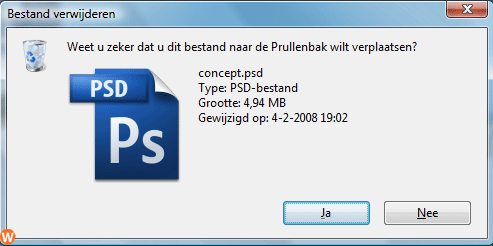 Bestand verwijderen
Weet u zeker dat u dit bestand naar de Prullenbak wilt verplaatsen?
PSD
Ps
concept.psd
Type: PSD-bestand
Grootte: 4,94 MB
Gewijzigd op: 4-2-2008 19:02
Ja
Nee
W